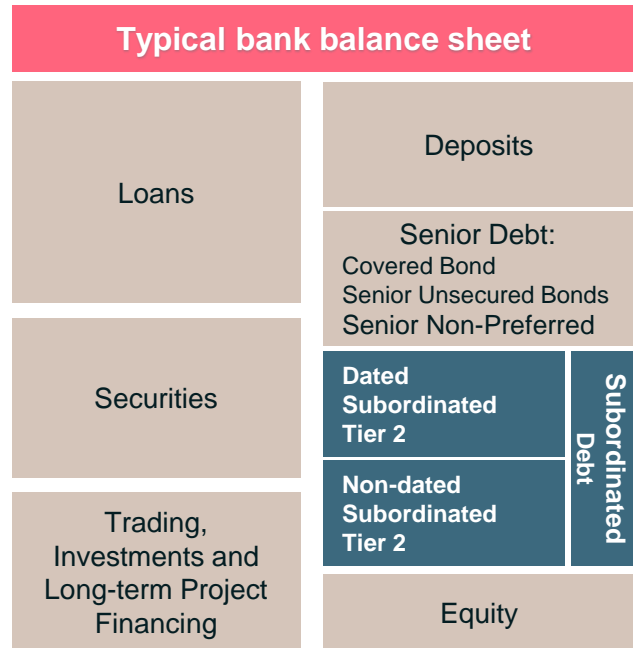 Typical bank balance sheet
Loans
Securities
Trading,
Investments and
Long-term Project
Financing
Deposits
Senior Debt:
Covered Bond
Senior Unsecured Bonds
Senior Non-Preferred
Dated
Subordinated
Tier 2
Non-dated
Subordinated
Tier 2
Subordinated
Debt
Equity